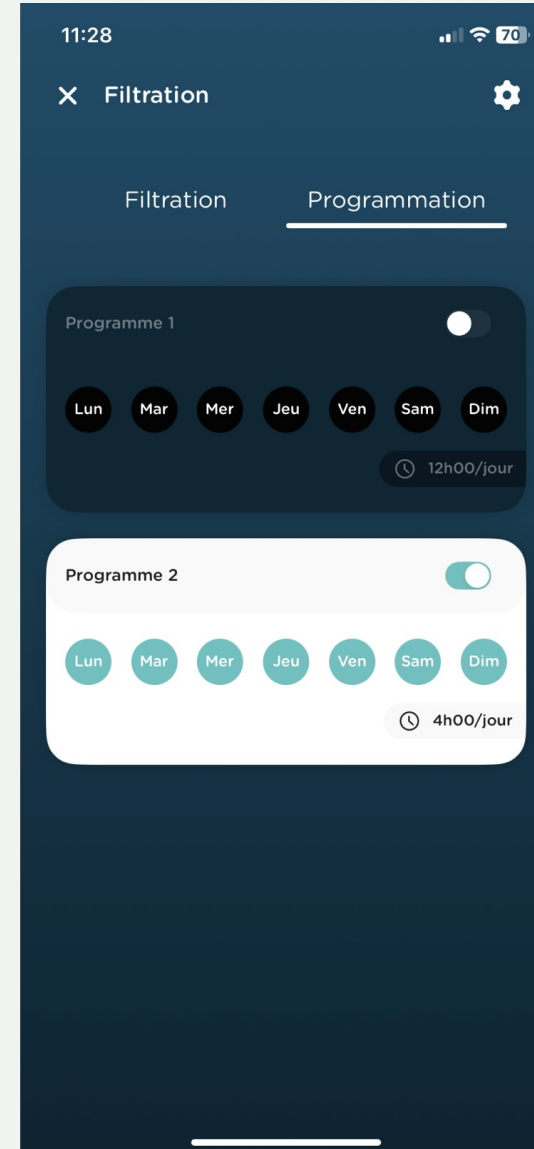 11:28
70
Filtration
Filtration Programmation
Programme 1
Lun Mar Mer Jeu Ven Sam Dim
12h00/jour
Programme 2
Lun Mar Mer Jeu Ven Sam Dim
4h00/jour